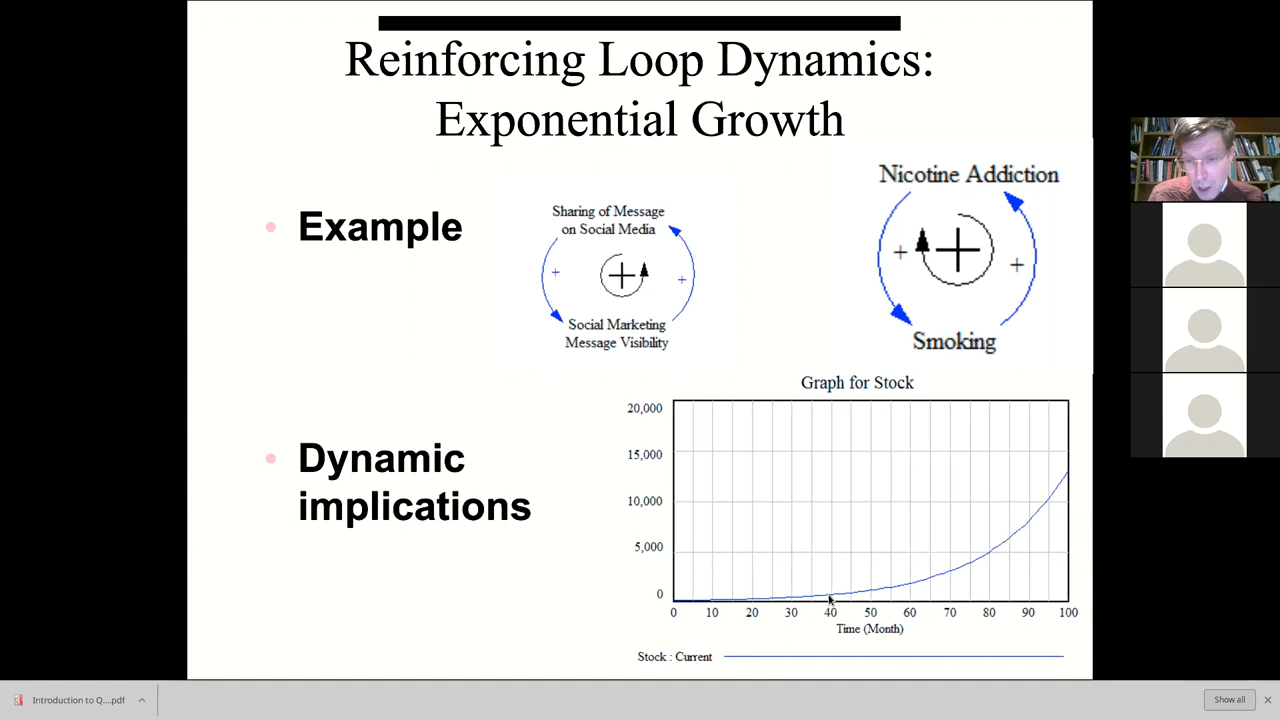 Reinforcing Loop Dynamics:
Exponential Growth
• Example
Sharing of Message
on Social Media
+
+
+
Social Marketing
Message Visibility
Nicotine Addiction
+
+
+
Smoking
• Dynamic
implications
Graph for Stock
20,000
15,000
10,000
5,000
0
0 10 20 30 40 50 60 70 80 90 100
Time (Month)
Stock : Current
Introduction to Q....pdf
Show all